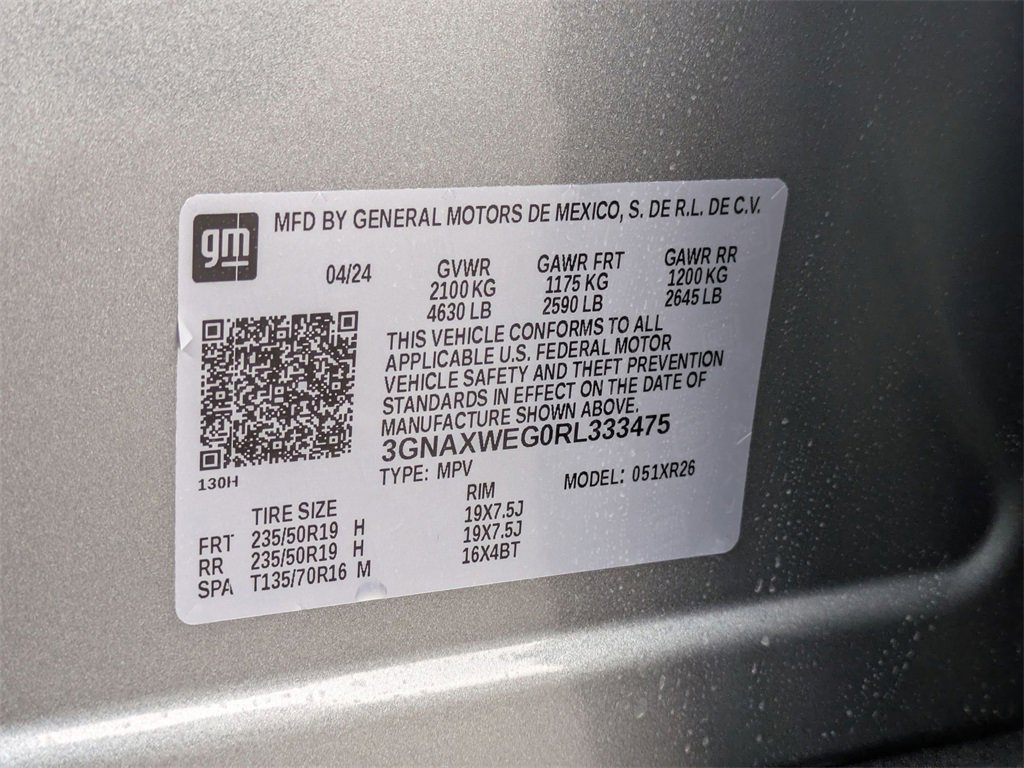 gm
MFD BY GENERAL MOTORS DE MEXICO, S. DE R.L. DE C.V.
04/24
GVWR GAWR FRT GAWR RR
2100 KG 1175 KG 1200 KG
4630 LB 2590 LB 2645 LB
THIS VEHICLE CONFORMS TO ALL
APPLICABLE U.S. FEDERAL MOTOR
VEHICLE SAFETY AND THEFT PREVENTION
STANDARDS IN EFFECT ON THE DATE OF
MANUFACTURE SHOWN ABOVE.
3GNAXWEG0RL333475
130H
TYPE: MPV MODEL: 051XR26
TIRE SIZE RIM
FRT 235/50R19 H 19X7.5J
RR 235/50R19 H 19X7.5J
SPA T135/70R16 M 16X4BT